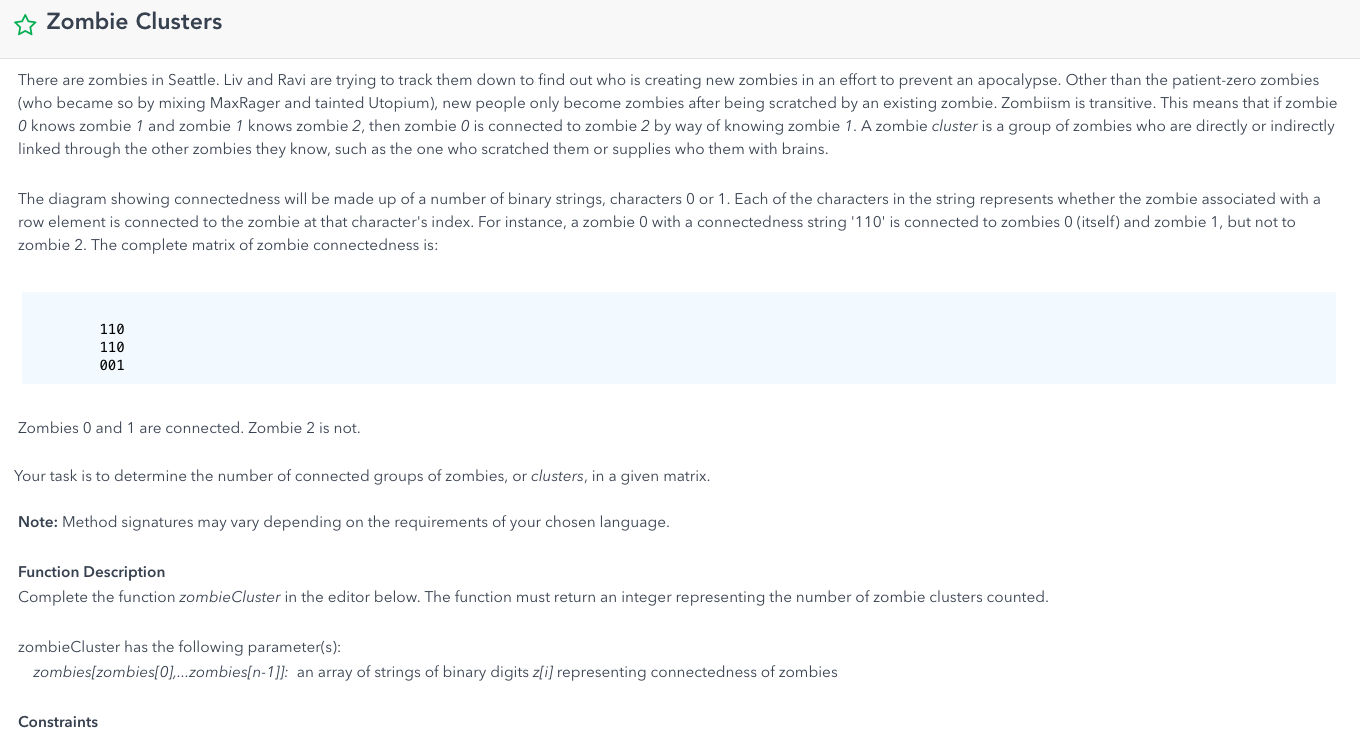 Zombie Clusters
There are zombies in Seattle. Liv and Ravi are trying to track them down to find out who is creating new zombies in an effort to prevent an apocalypse. Other than the patient-zero zombies
(who became so by mixing MaxRager and tainted Utopium), new people only become zombies after being scratched by an existing zombie. Zombiism is transitive. This means that if zombie
0 knows zombie 1 and zombie 1 knows zombie 2, then zombie 0 is connected to zombie 2 by way of knowing zombie 1. A zombie cluster is a group of zombies who are directly or indirectly
linked through the other zombies they know, such as the one who scratched them or supplies who them with brains.
The diagram showing connectedness will be made up of a number of binary strings, characters 0 or 1. Each of the characters in the string represents whether the zombie associated with a
row element is connected to the zombie at that character's index. For instance, a zombie 0 with a connectedness string '110' is connected to zombies 0 (itself) and zombie 1, but not to
zombie 2. The complete matrix of zombie connectedness is:
110
110
001
Zombies 0 and 1 are connected. Zombie 2 is not.
Your task is to determine the number of connected groups of zombies, or clusters, in a given matrix.
Note: Method signatures may vary depending on the requirements of your chosen language.
Function Description
Complete the function zombieCluster in the editor below. The function must return an integer representing the number of zombie clusters counted.
zombieCluster has the following parameter(s):
zombies[zombies[0],...zombies[n-1]]: an array of strings of binary digits z[i] representing connectedness of zombies
Constraints